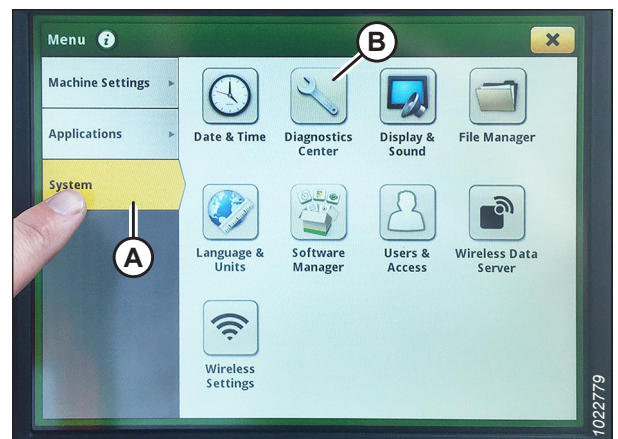 Menu i
B
Machine Settings
Applications
System
A
Date & Time
Diagnostics
Center
Display &
Sound
File Manager
Language &
Units
Software
Manager
Users &
Access
Wireless Data
Server
Wireless
Settings
1022779